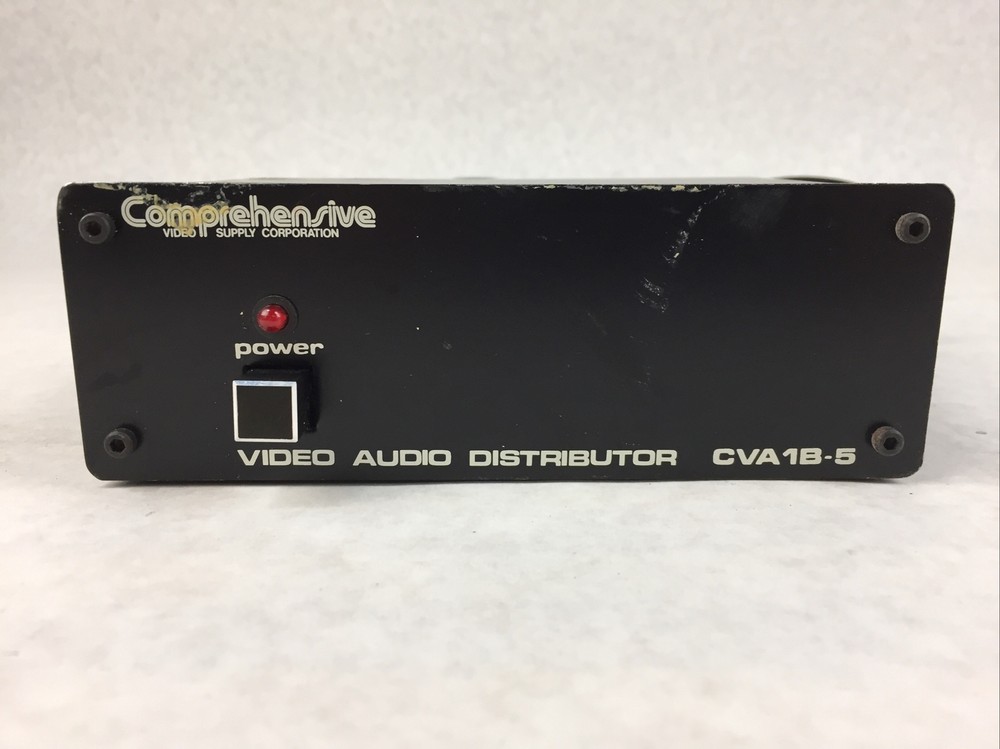 Comprehensive
VIDEO SUPPLY CORPORATION
power
VIDEO AUDIO DISTRIBUTOR CVA1B-5